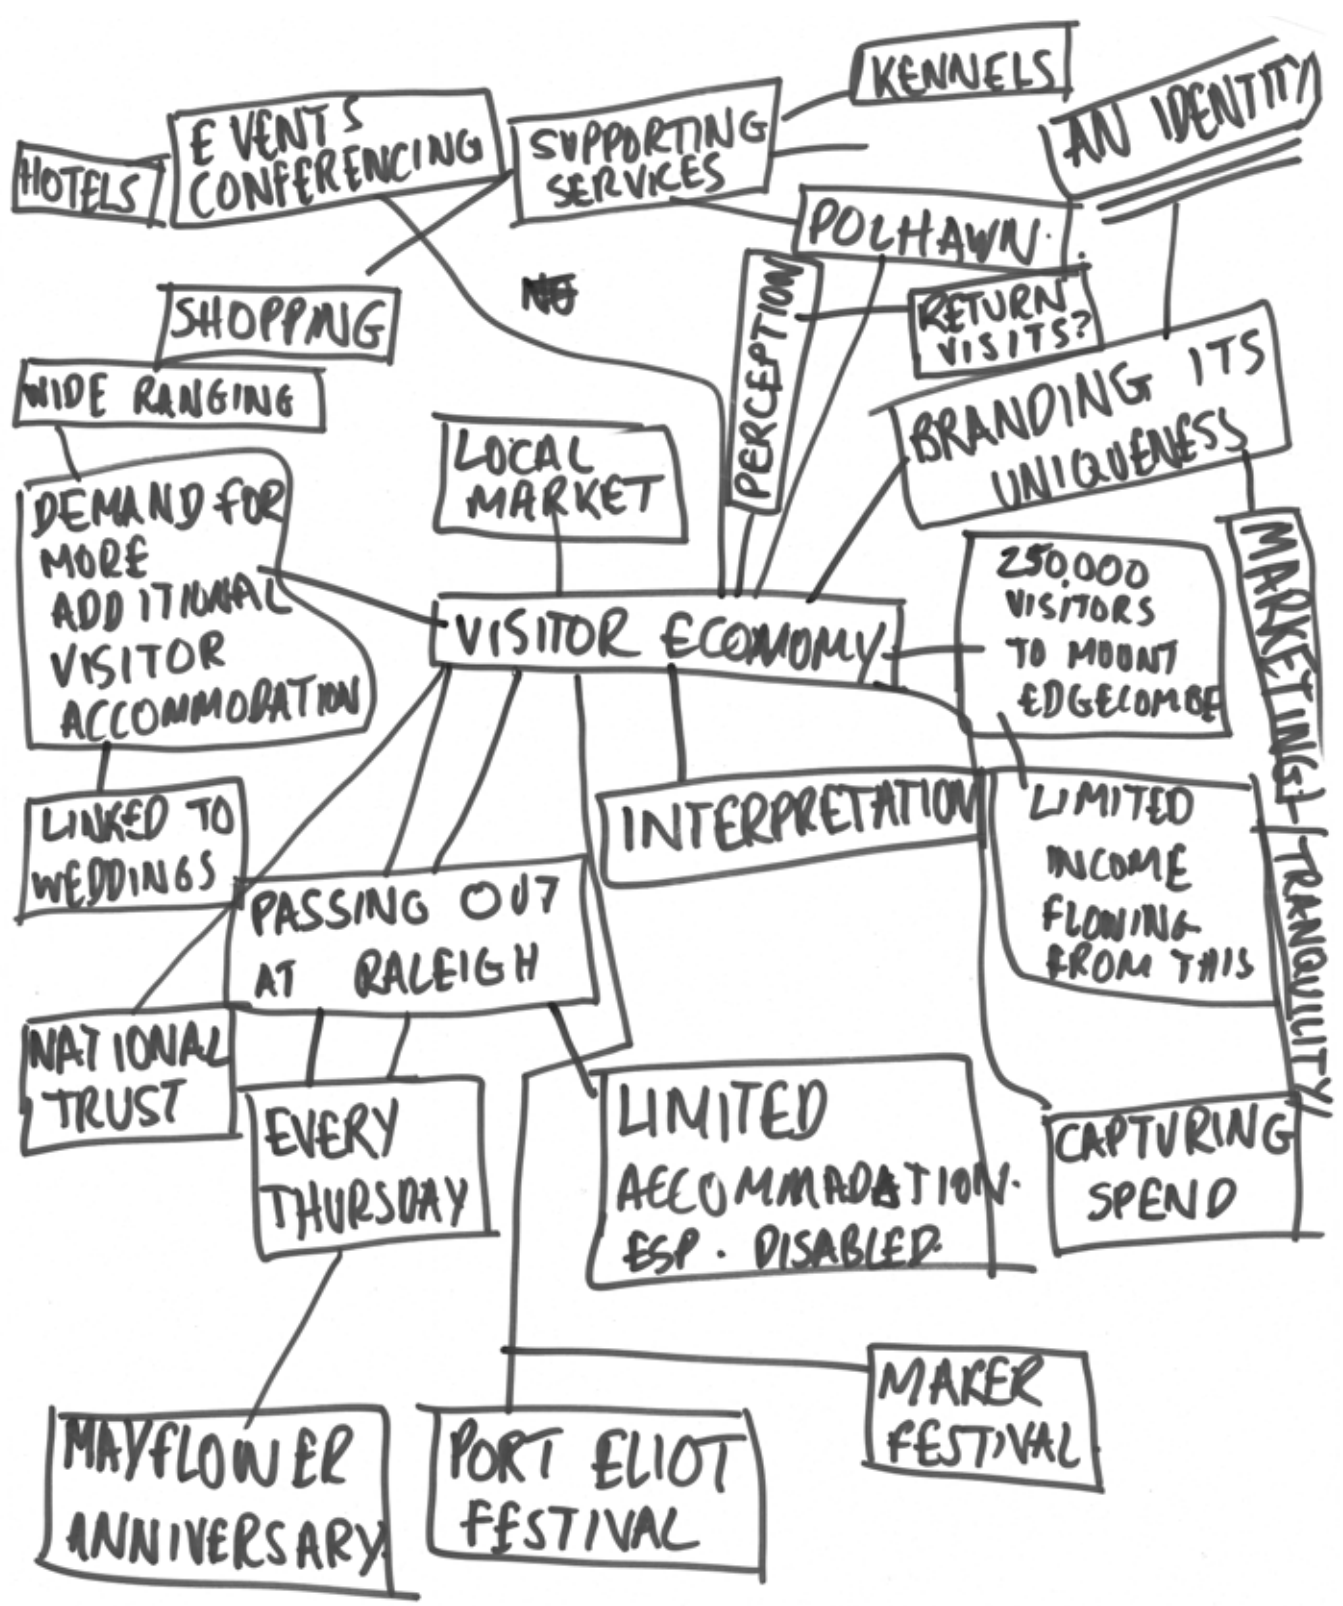 KENNELS
AN IDENTITY
EVENTS
CONFERENCING
SUPPORTING
SERVICES
HOTELS
POLHAWN.
PERCEPTION
RETURN
VISITS?
SHOPPING
WIDE RANGING
BRANDING ITS
UNIQUENESS
LOCAL
MARKET
DEMAND FOR
MORE
ADDITIONAL
VISITOR
ACCOMMODATION
VISITOR ECONOMY
250,000
VISITORS
TO MOUNT
EDGECOMBE
MARKETING
TRANQUILITY
LINKED TO
WEDDINGS
INTERPRETATION
LIMITED
INCOME
FLOWING
FROM THIS
PASSING OUT
AT RALEIGH
NATIONAL
TRUST
EVERY
THURSDAY
LIMITED
ACCOMMADATION.
ESP. DISABLED.
CAPTURING
SPEND
MAKER
FESTIVAL
MAYFLOWER
ANNIVERSARY
PORT ELIOT
FESTIVAL